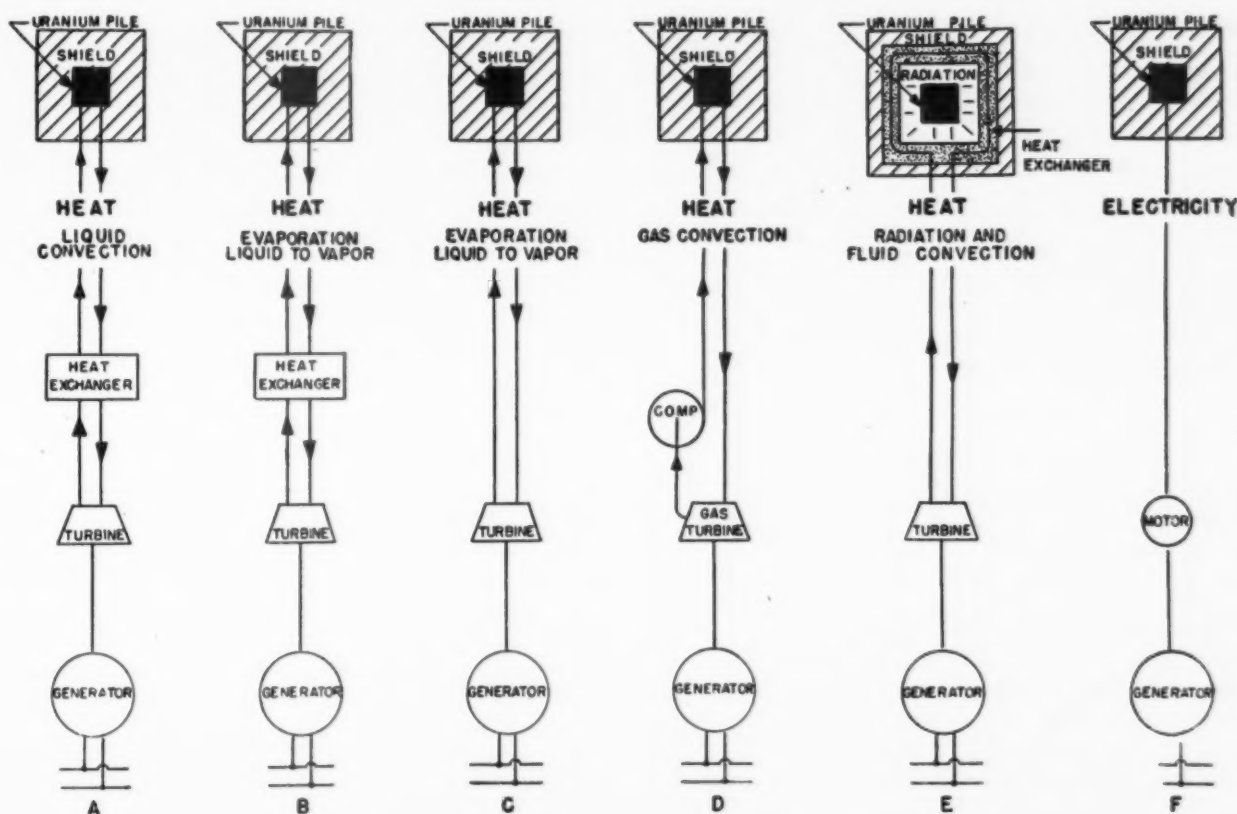 URANIUM PILE
SHIELD
HEAT
LIQUID
CONVECTION
HEAT
EXCHANGER
TURBINE
GENERATOR
A
URANIUM PILE
SHIELD
HEAT
EVAPORATION
LIQUID TO VAPOR
HEAT
EXCHANGER
TURBINE
GENERATOR
B
URANIUM PILE
SHIELD
HEAT
EVAPORATION
LIQUID TO VAPOR
TURBINE
GENERATOR
C
URANIUM PILE
SHIELD
HEAT
GAS CONVECTION
COMP
GAS
TURBINE
GENERATOR
D
URANIUM PILE
SHIELD
RADIATION
HEAT
EXCHANGER
HEAT
RADIATION AND
FLUID CONVECTION
TURBINE
GENERATOR
E
URANIUM PILE
SHIELD
ELECTRICITY
MOTOR
GENERATOR
F